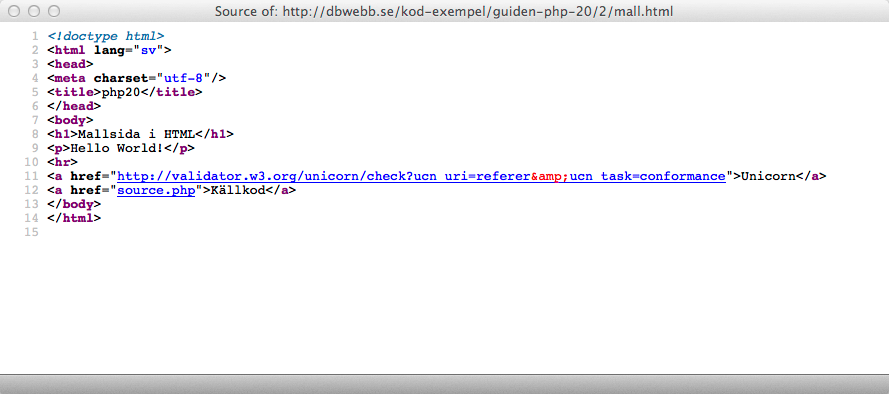 Source of: http://dbwebb.se/kod-exempel/guiden-php-20/2/mall.html
1 <!doctype html>
2 <html lang="sv">
3 <head>
4 <meta charset="utf-8"/>
5 <title>php20</title>
6 </head>
7 <body>
8 <h1>Mallsida i HTML</h1>
9 <p>Hello World!</p>
10 <hr>
11 <a href="http://validator.w3.org/unicorn/check?ucn_uri=referer&amp;ucn_task=conformance">Unicorn</a>
12 <a href="source.php">Källkod</a>
13 </body>
14 </html>
15